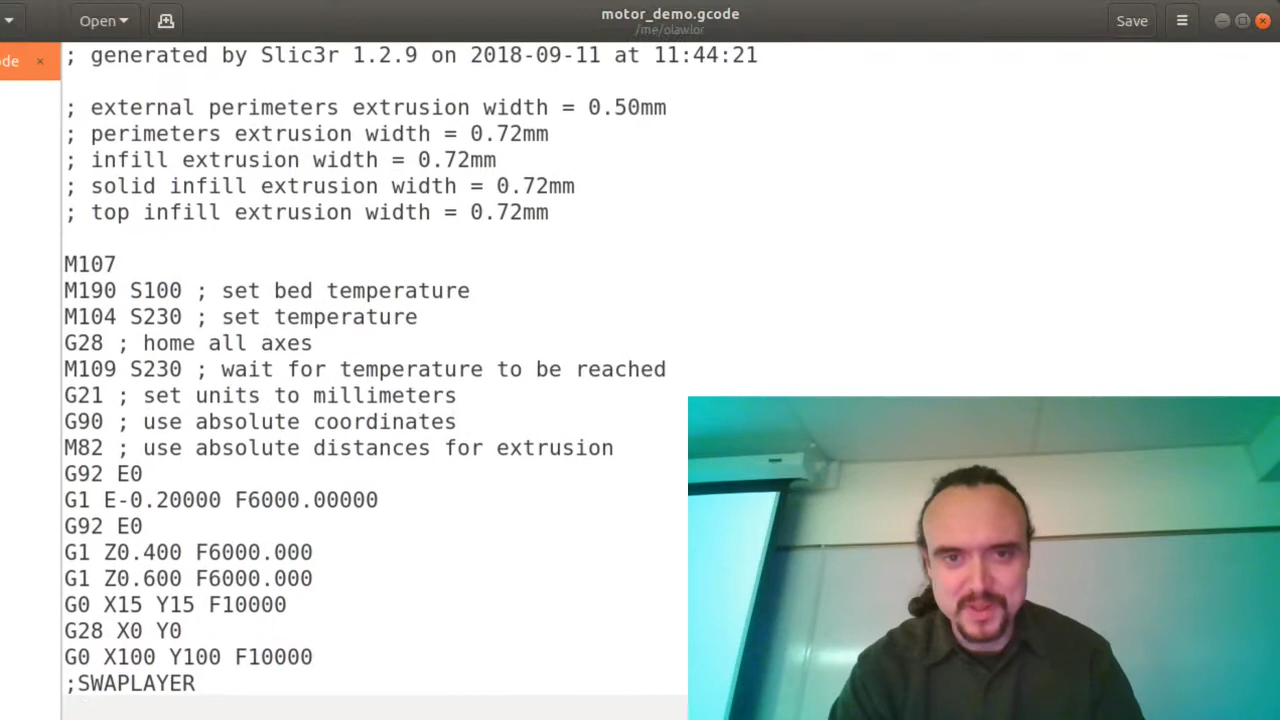 Open
motor_demo.gcode
/me/olawlor
Save
de
; generated by Slic3r 1.2.9 on 2018-09-11 at 11:44:21
; external perimeters extrusion width = 0.50mm
; perimeters extrusion width = 0.72mm
; infill extrusion width = 0.72mm
; solid infill extrusion width = 0.72mm
; top infill extrusion width = 0.72mm
M107
M190 S100 ; set bed temperature
M104 S230 ; set temperature
G28 ; home all axes
M109 S230 ; wait for temperature to be reached
G21 ; set units to millimeters
G90 ; use absolute coordinates
M82 ; use absolute distances for extrusion
G92 E0
G1 E-0.20000 F6000.00000
G92 E0
G1 Z0.400 F6000.000
G1 Z0.600 F6000.000
G0 X15 Y15 F10000
G28 X0 Y0
G0 X100 Y100 F10000
;SWAPLAYER